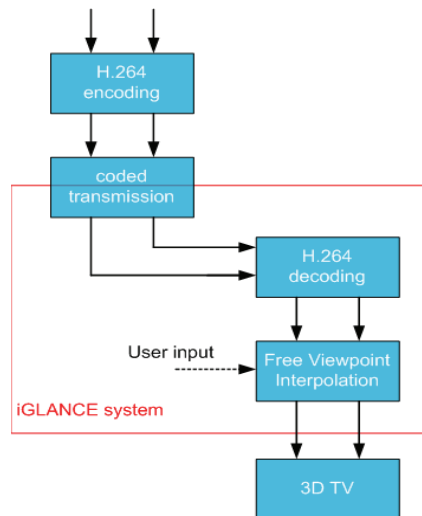 H.264
encoding
coded
transmission
H.264
decoding
User input
Free Viewpoint
Interpolation
iGLANCE system
3D TV